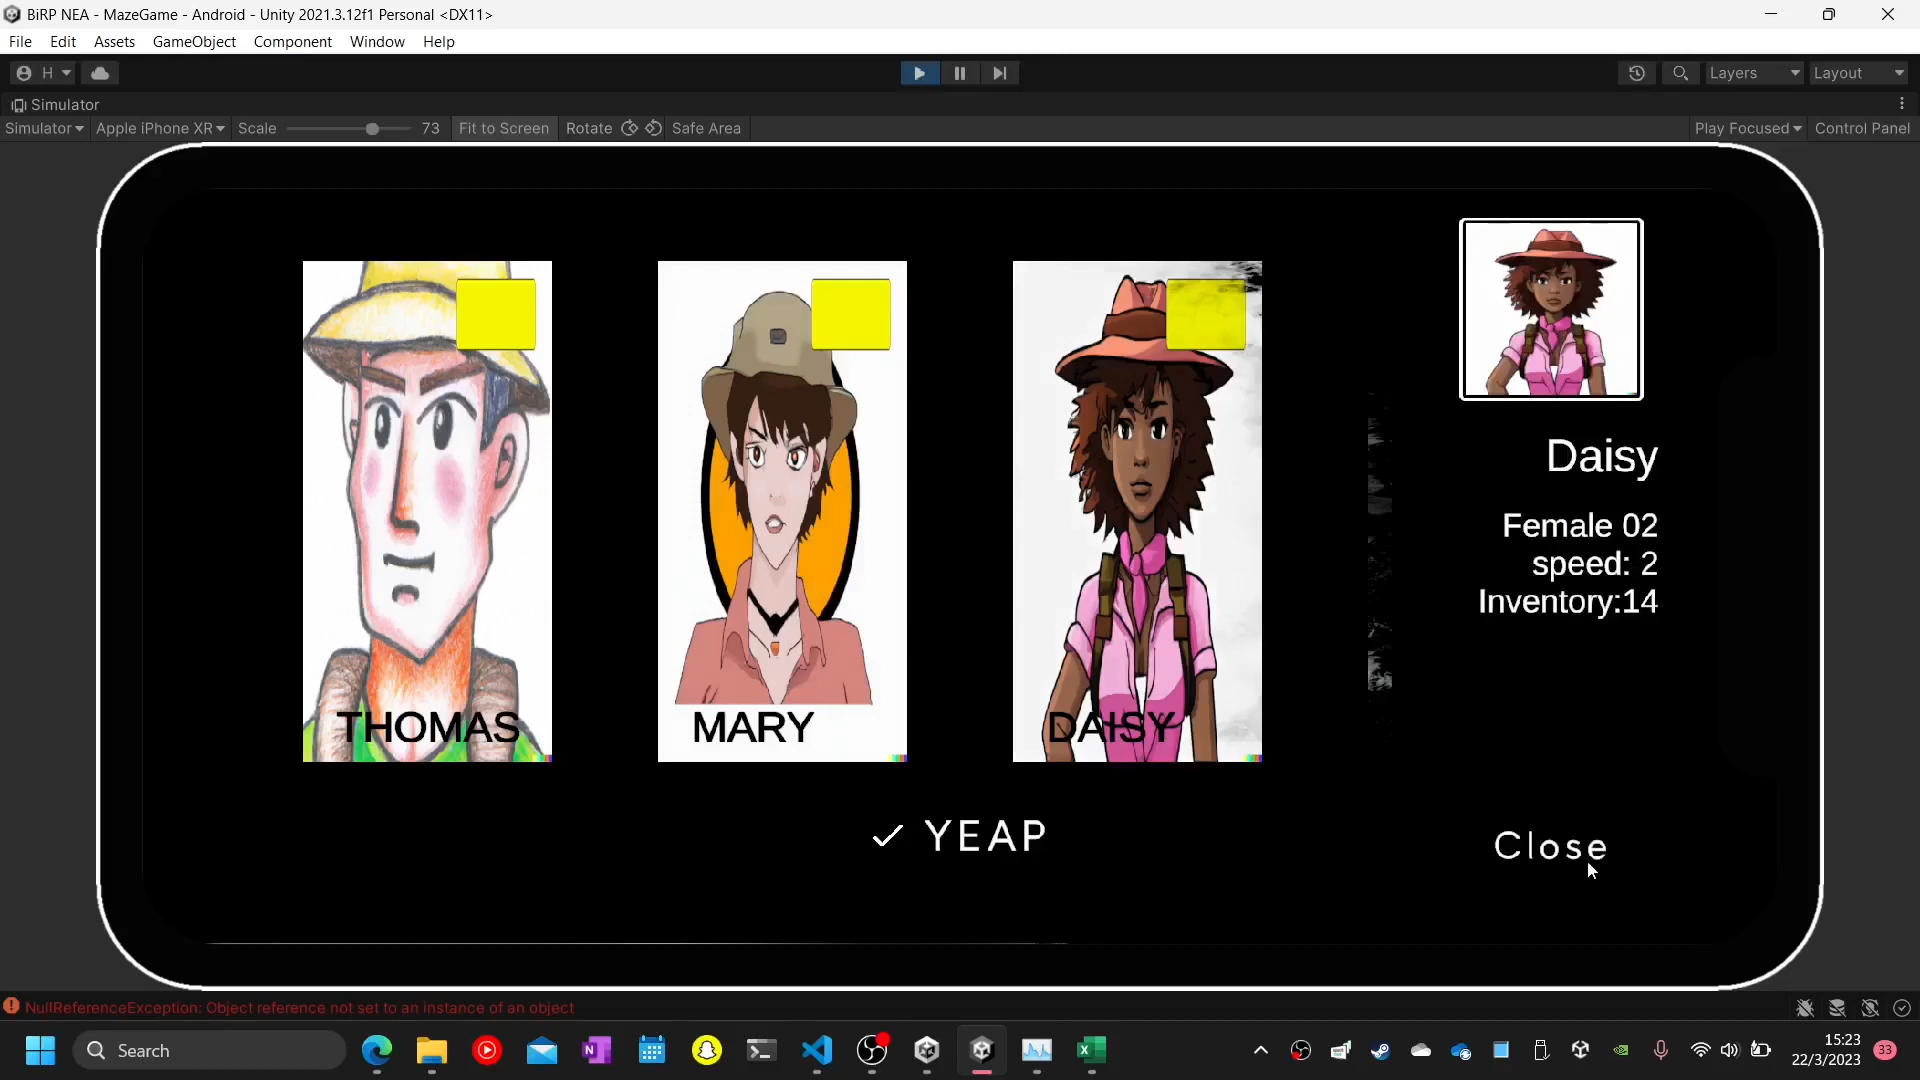 BiRP NEA - MazeGame - Android - Unity 2021.3.12f1 Personal <DX11>
File Edit Assets GameObject Component Window Help
H Layers Layout
Simulator
Simulator Apple iPhone XR Scale 73 Fit to Screen Rotate Safe Area Play Focused Control Panel
THOMAS
MARY
DAISY
Daisy
Female 02
speed: 2
Inventory:14
YEAP
Close
NullReferenceException: Object reference not set to an instance of an object
Search
15:23
22/3/2023
33